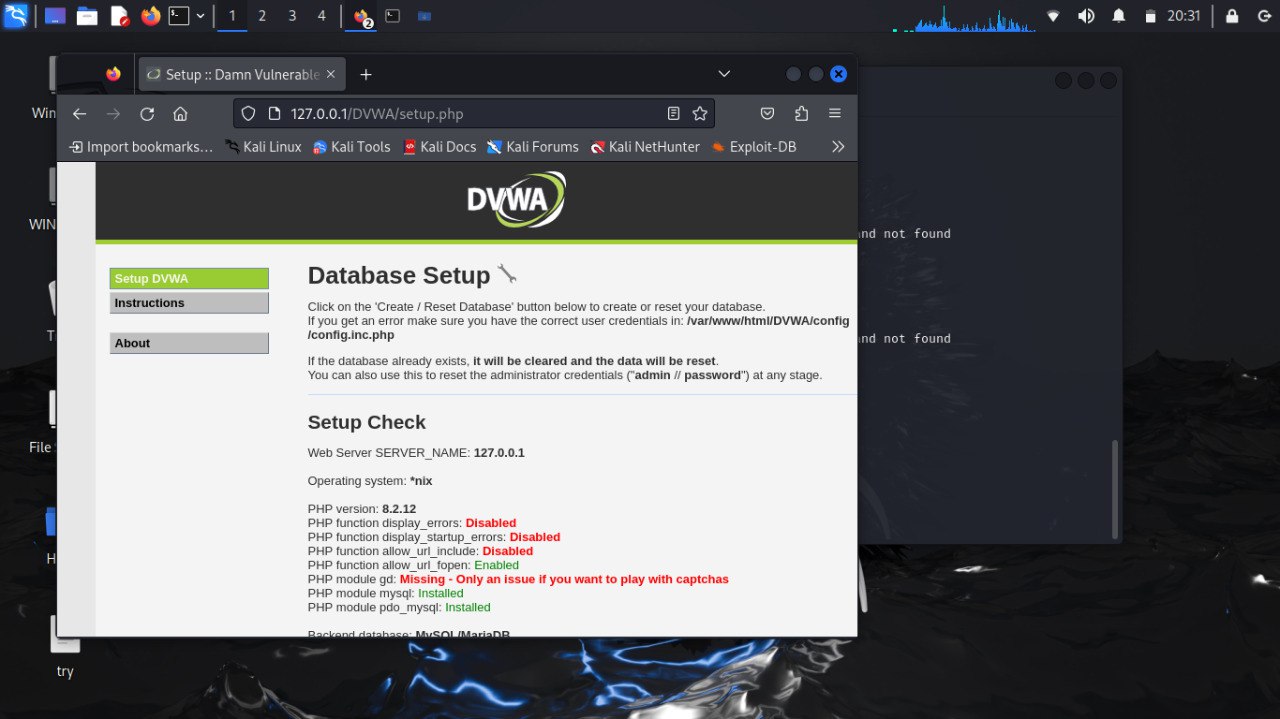 1 2 3 4
2
20:31
Setup :: Damn Vulnerable
127.0.0.1/DVWA/setup.php
Import bookmarks...
Kali Linux
Kali Tools
Kali Docs
Kali Forums
Kali NetHunter
Exploit-DB
DVWA
Setup DVWA
Instructions
About
Database Setup
Click on the 'Create / Reset Database' button below to create or reset your database.
If you get an error make sure you have the correct user credentials in: /var/www/html/DVWA/config
/config.inc.php
If the database already exists, it will be cleared and the data will be reset.
You can also use this to reset the administrator credentials ("admin // password") at any stage.
Setup Check
Web Server SERVER_NAME: 127.0.0.1
Operating system: *nix
PHP version: 8.2.12
PHP function display_errors: Disabled
PHP function display_startup_errors: Disabled
PHP function allow_url_include: Disabled
PHP function allow_url_fopen: Enabled
PHP module gd: Missing - Only an issue if you want to play with captchas
PHP module mysql: Installed
PHP module pdo_mysql: Installed
Backend database: MySQL/MariaDB
not found
not found
Win
WIN
T
File
H
try